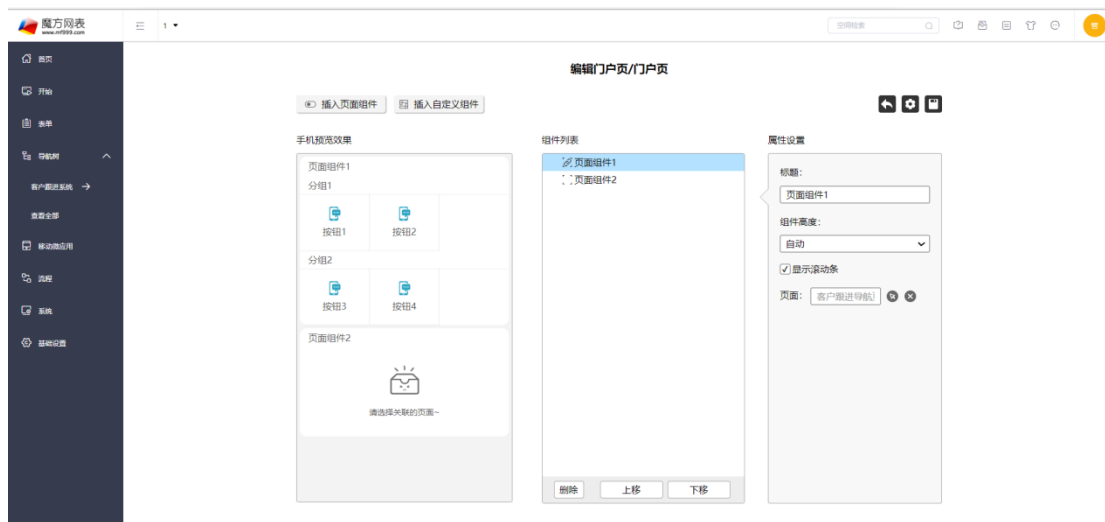 魔方网表
www.mf999.com
1
空间检索
首页
开始
表单
导航树
客户跟进系统
查看全部
移动微应用
流程
系统
基础设置
编辑门户页/门户页
插入页面组件
插入自定义组件
手机预览效果
组件列表
属性设置
页面组件1
分组1
按钮1
按钮2
分组2
按钮3
按钮4
页面组件2
请选择关联的页面~
页面组件1
页面组件2
删除
上移
下移
标题:
页面组件1
组件高度:
自动
显示滚动条
页面:
客户跟进导航